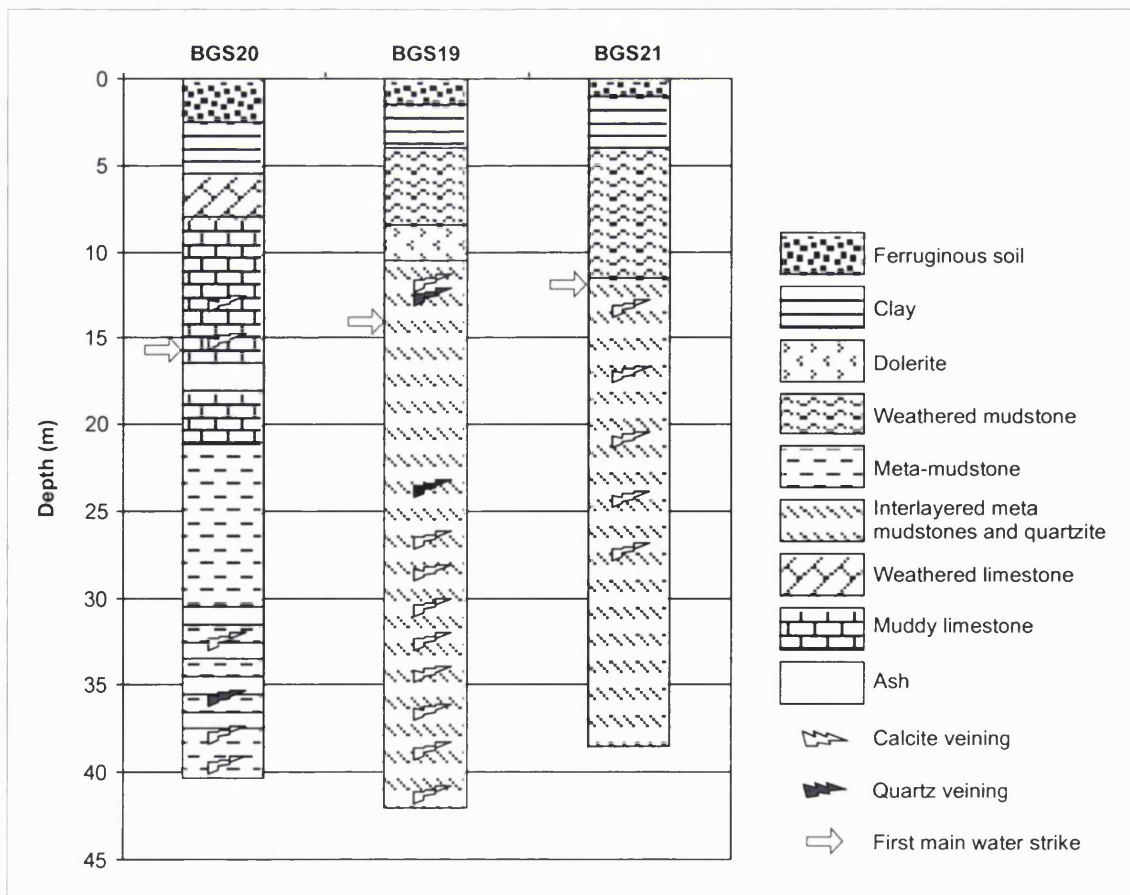 BGS20 BGS19 BGS21
0
5
10
15
20
25
30
35
40
45
Depth (m)
Ferruginous soil
Clay
Dolerite
Weathered mudstone
Meta-mudstone
Interlayered meta
mudstones and quartzite
Weathered limestone
Muddy limestone
Ash
Calcite veining
Quartz veining
First main water strike